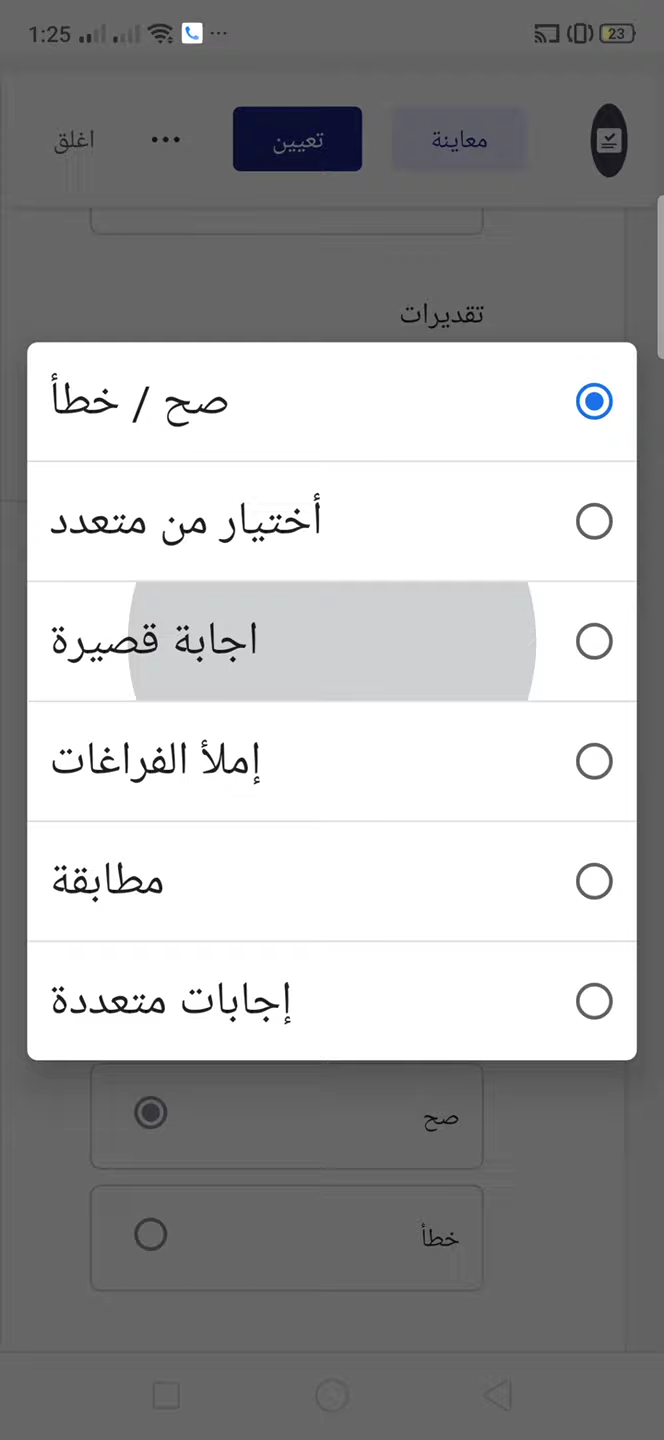 1:25
23
معاينة
تعيين
•••
اغلق
تقديرات
صح / خطأ
أختيار من متعدد
اجابة قصيرة
إملأ الفراغات
مطابقة
إجابات متعددة
صح
خطأ